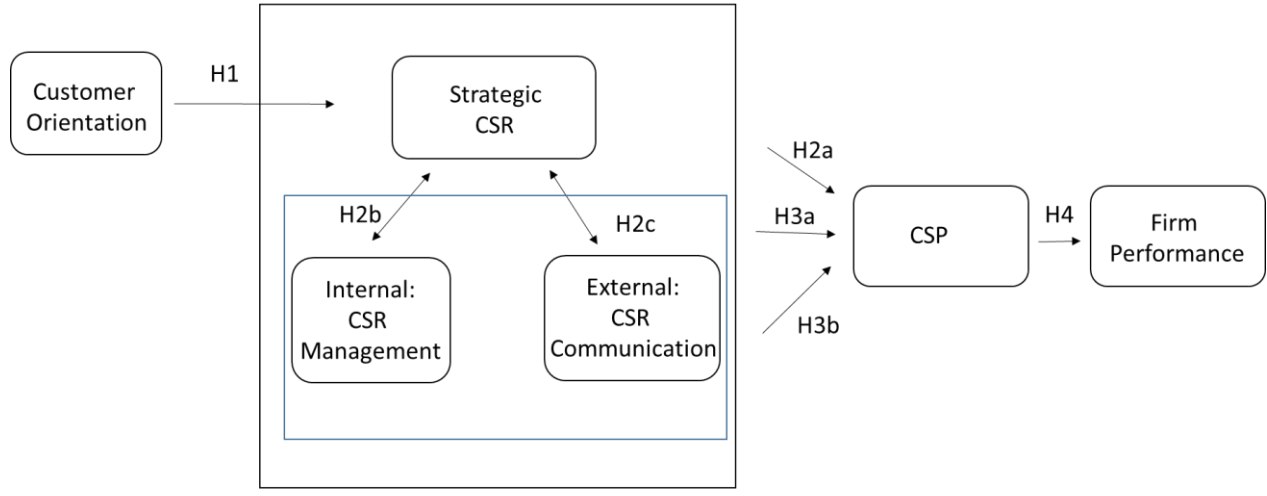 Customer
Orientation
H1
Strategic
CSR
H2b
H2c
Internal:
CSR
Management
External:
CSR
Communication
H2a
H3a
H3b
CSP
H4
Firm
Performance